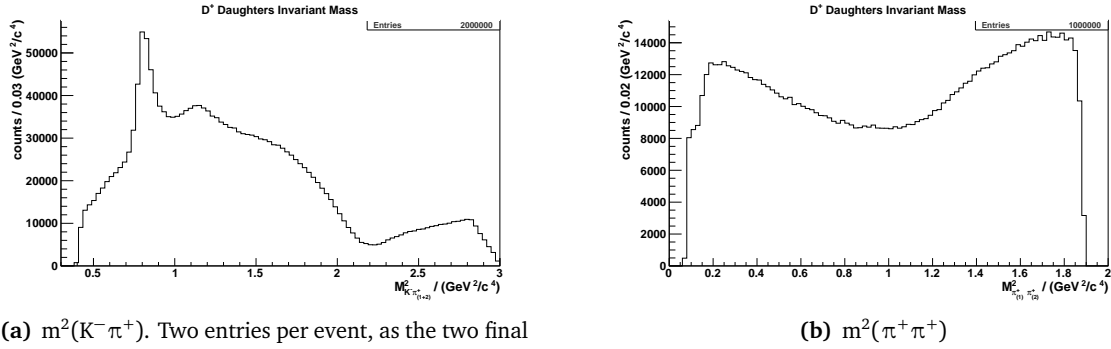 D⁺ Daughters Invariant Mass
Entries 2000000
counts / 0.03 (GeV²/c⁴)
50000
40000
30000
20000
10000
0
0.5 1 1.5 2 2.5 3
M²_{K⁻π⁺_{(1+2)}} / (GeV²/c⁴)
(a) m²(K⁻π⁺). Two entries per event, as the two final
D⁺ Daughters Invariant Mass
Entries 1000000
counts / 0.02 (GeV²/c⁴)
14000
12000
10000
8000
6000
4000
2000
0
0 0.2 0.4 0.6 0.8 1 1.2 1.4 1.6 1.8 2
M²_{π⁺_{(1)} π⁺_{(2)}} / (GeV²/c⁴)
(b) m²(π⁺π⁺)